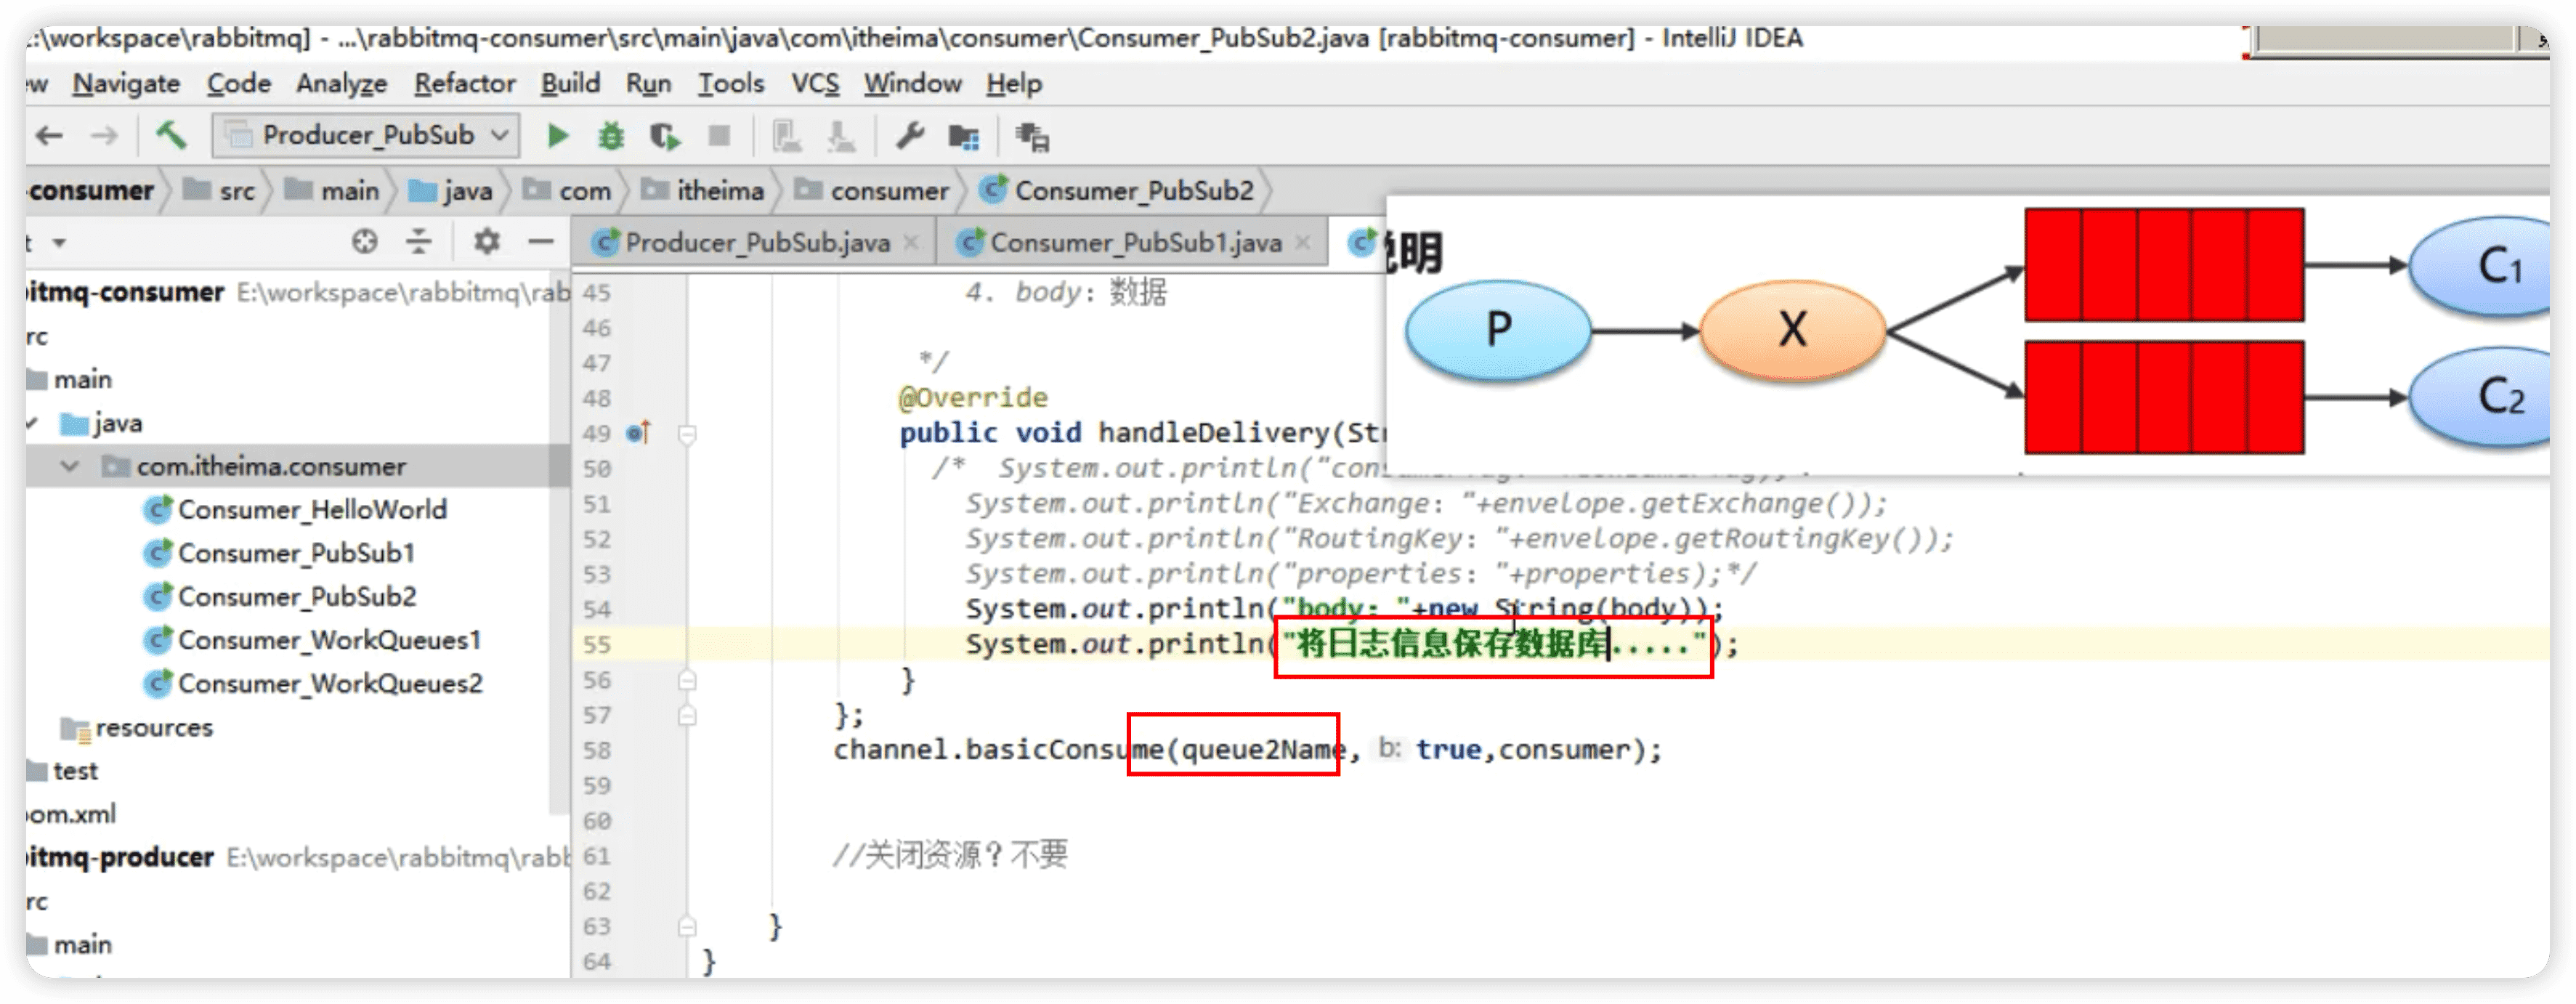 :\workspace\rabbitmq] - ...\rabbitmq-consumer\src\main\java\com\itheima\consumer\Consumer_PubSub2.java [rabbitmq-consumer] - IntelliJ IDEA
ew Navigate Code Analyze Refactor Build Run Tools VCS Window Help
Producer_PubSub
consumer src main java com itheima consumer Consumer_PubSub2
t
Producer_PubSub.java Consumer_PubSub1.java
说明
P X C1
C2
itmq-consumer E:\workspace\rabbitmq\rab
rc
main
java
com.itheima.consumer
Consumer_HelloWorld
Consumer_PubSub1
Consumer_PubSub2
Consumer_WorkQueues1
Consumer_WorkQueues2
resources
test
om.xml
itmq-producer E:\workspace\rabbitmq\rabb
rc
main
45 4. body：数据
46
47 */
48 @Override
49 public void handleDelivery(Str
50 /* System.out.println("con
51 System.out.println("Exchange："+envelope.getExchange());
52 System.out.println("RoutingKey："+envelope.getRoutingKey());
53 System.out.println("properties："+properties);*/
54 System.out.println("body："+new String(body));
55 System.out.println("将日志信息保存数据库.....");
56 }
57 };
58 channel.basicConsume(queue2Name, b: true,consumer);
59
60
61 //关闭资源？不要
62
63 }
64 }